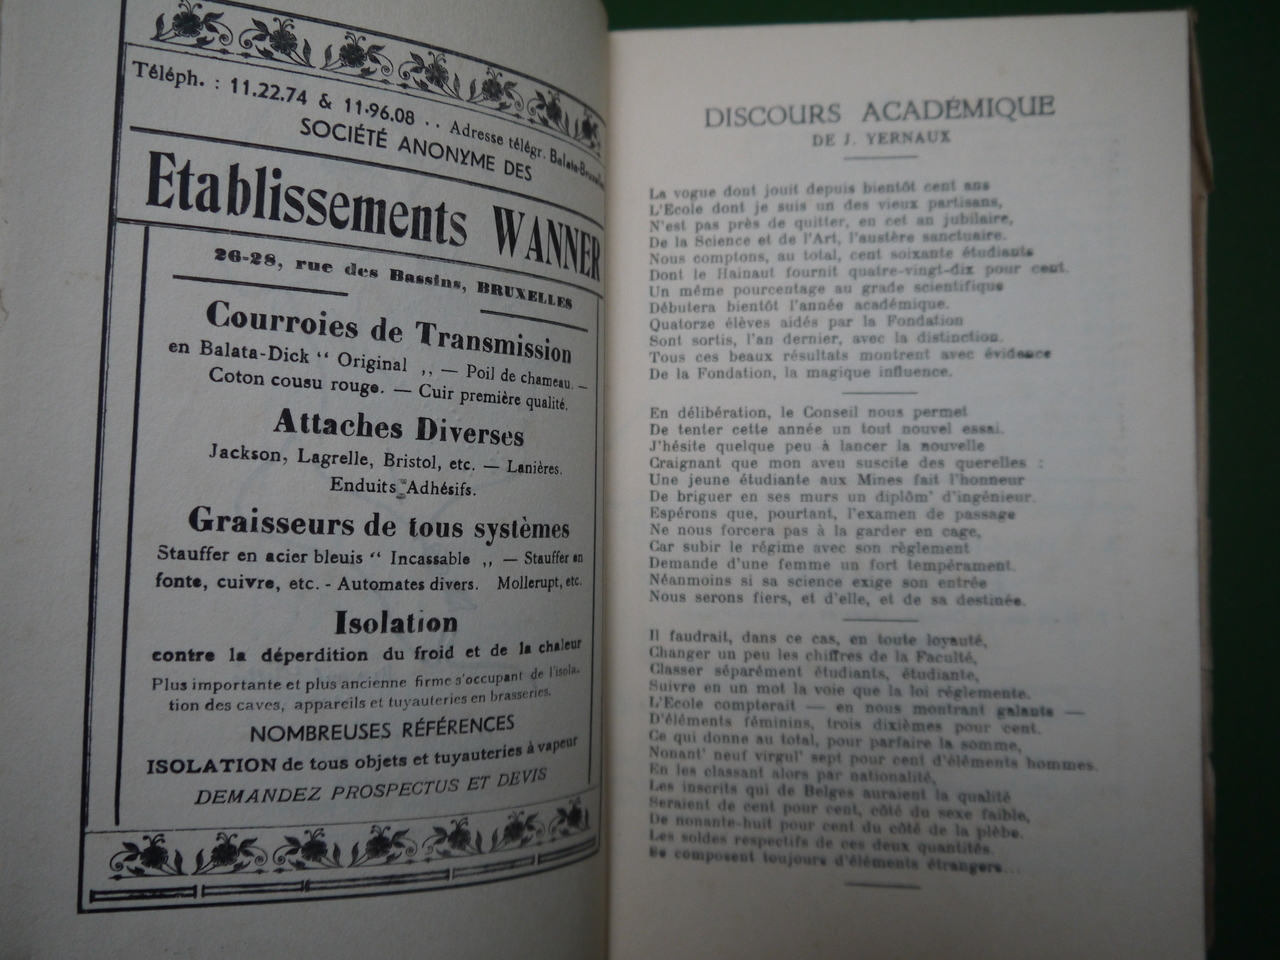 Téléph. : 11.22.74 & 11-96.08 . . Adresse télégr. Balata-Bruxelles
SOCIÉTÉ ANONYME DES
Etablissements WANNER
26-28, rue des Bassins, BRUXELLES
Courroies de Transmission
en Balata-Dick “ Original ,, — Poil de chameau. —
Coton cousu rouge. — Cuir première qualité.
Attaches Diverses
Jackson, Lagrelle, Bristol, etc. — Lanières.
Enduits Adhésifs.
Graisseurs de tous systèmes
Stauffer en acier bleuis “ Incassable ,, — Stauffer en
fonte, cuivre, etc. - Automates divers. Mollerupt, etc.
Isolation
contre la déperdition du froid et de la chaleur
Plus importante et plus ancienne firme s'occupant de l'isola-
tion des caves, appareils et tuyauteries en brasseries.
NOMBREUSES RÉFÉRENCES
ISOLATION de tous objets et tuyauteries à vapeur
DEMANDEZ PROSPECTUS ET DEVIS
DISCOURS ACADÉMIQUE
DE J. YERNAUX
La vogue dont jouit depuis bientôt cent ans
L'Ecole dont je suis un des vieux partisans,
N'est pas près de quitter, en cet an jubilaire,
De la Science et de l'Art, l'austère sanctuaire.
Nous comptons, au total, cent soixante étudiants
Dont le Hainaut fournit quatre-vingt-dix pour cent.
Un même pourcentage au grade scientifique
Débutera bientôt l'année académique.
Quatorze élèves aidés par la Fondation
Sont sortis, l'an dernier, avec la distinction.
Tous ces beaux résultats montrent avec évidence
De la Fondation, la magique influence.
En délibération, le Conseil nous permet
De tenter cette année un tout nouvel essai.
J'hésite quelque peu à lancer la nouvelle
Craignant que mon aveu suscite des querelles :
Une jeune étudiante aux Mines fait l'honneur
De briguer en ses murs un diplôm' d'ingénieur.
Espérons que, pourtant, l'examen de passage
Ne nous forcera pas à la garder en cage,
Car subir le régime avec son règlement
Demande d'une femme un fort tempérament.
Néanmoins si sa science exige son entrée
Nous serons fiers, et d'elle, et de sa destinée.
Il faudrait, dans ce cas, en toute loyauté,
Changer un peu les chiffres de la Faculté,
Classer séparément étudiants, étudiante,
Suivre en un mot la voie que la loi réglemente.
L'Ecole compterait — en nous montrant galants —
D'éléments féminins, trois dixièmes pour cent.
Ce qui donne au total, pour parfaire la somme,
Nonant' neuf virgul' sept pour cent d'éléments hommes.
En les classant alors par nationalité,
Les inscrits qui de Belges auraient la qualité
Seraient de cent pour cent, côté du sexe faible,
De nonante-huit pour cent du côté de la plèbe.
Les soldes respectifs de ces deux quantités
Se composent toujours d'éléments étrangers...